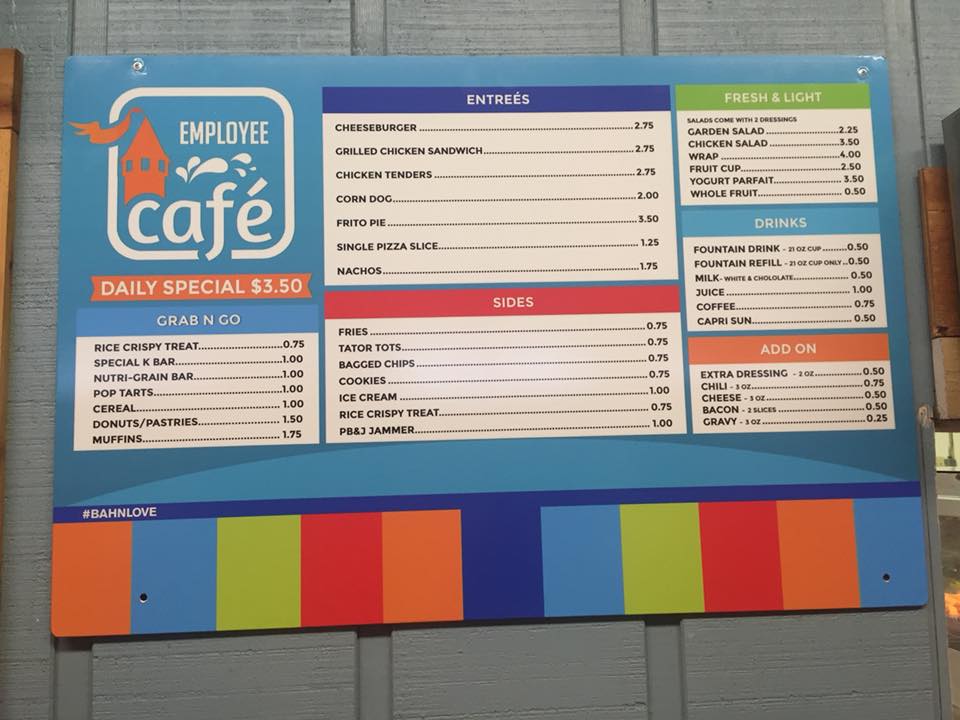 EMPLOYEE
café
DAILY SPECIAL $3.50
GRAB N GO
RICE CRISPY TREAT.....0.75
SPECIAL K BAR.....1.00
NUTRI-GRAIN BAR.....1.00
POP TARTS.....1.00
CEREAL.....1.00
DONUTS/PASTRIES.....1.50
MUFFINS.....1.75
ENTREÉS
CHEESEBURGER.....2.75
GRILLED CHICKEN SANDWICH.....2.75
CHICKEN TENDERS.....2.75
CORN DOG.....2.00
FRITO PIE.....3.50
SINGLE PIZZA SLICE.....1.25
NACHOS.....1.75
SIDES
FRIES.....0.75
TATOR TOTS.....0.75
BAGGED CHIPS.....0.75
COOKIES.....0.75
ICE CREAM.....1.00
RICE CRISPY TREAT.....0.75
PB&J JAMMER.....1.00
FRESH & LIGHT
SALADS COME WITH 2 DRESSINGS
GARDEN SALAD.....2.25
CHICKEN SALAD.....3.50
WRAP.....4.00
FRUIT CUP.....2.50
YOGURT PARFAIT.....3.50
WHOLE FRUIT.....0.50
DRINKS
FOUNTAIN DRINK - 21 OZ CUP.....0.50
FOUNTAIN REFILL - 21 OZ CUP ONLY..0.50
MILK- WHITE & CHOLOLATE.....0.50
JUICE.....1.00
COFFEE.....0.75
CAPRI SUN.....0.50
ADD ON
EXTRA DRESSING - 2 OZ.....0.50
CHILI - 3 OZ.....0.75
CHEESE - 3 OZ.....0.50
BACON - 2 SLICES.....0.50
GRAVY - 3 OZ.....0.25
#BAHNLOVE